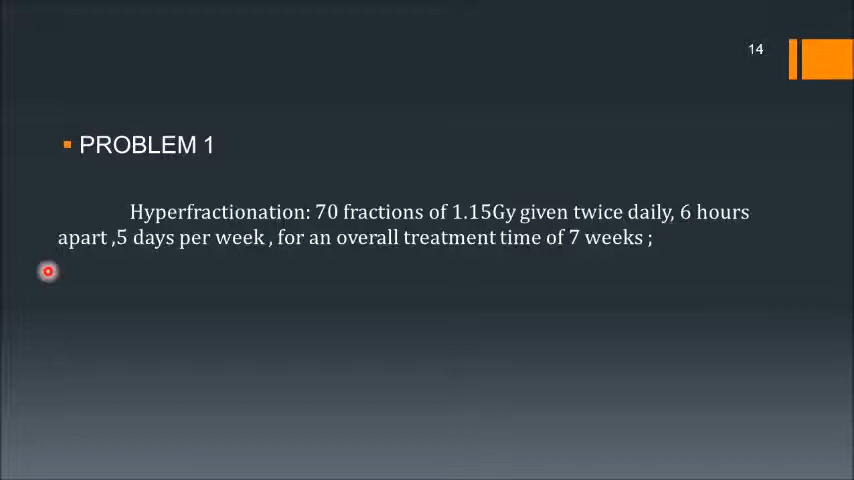 14
PROBLEM 1
Hyperfractionation: 70 fractions of 1.15Gy given twice daily, 6 hours
apart ,5 days per week , for an overall treatment time of 7 weeks ;